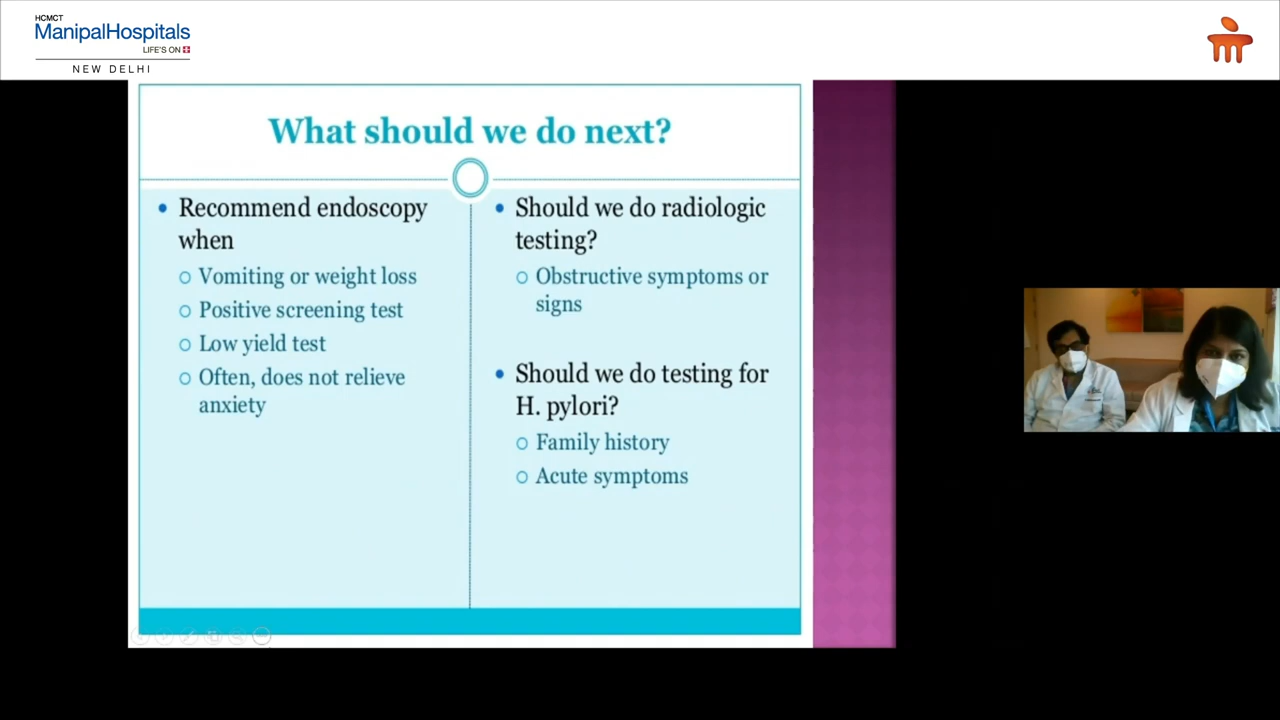 HCMCT
ManipalHospitals
LIFE'S ON
NEW DELHI
What should we do next?
• Recommend endoscopy
when
Vomiting or weight loss
Positive screening test
Low yield test
Often, does not relieve
anxiety
• Should we do radiologic
testing?
Obstructive symptoms or
signs
• Should we do testing for
H. pylori?
Family history
Acute symptoms